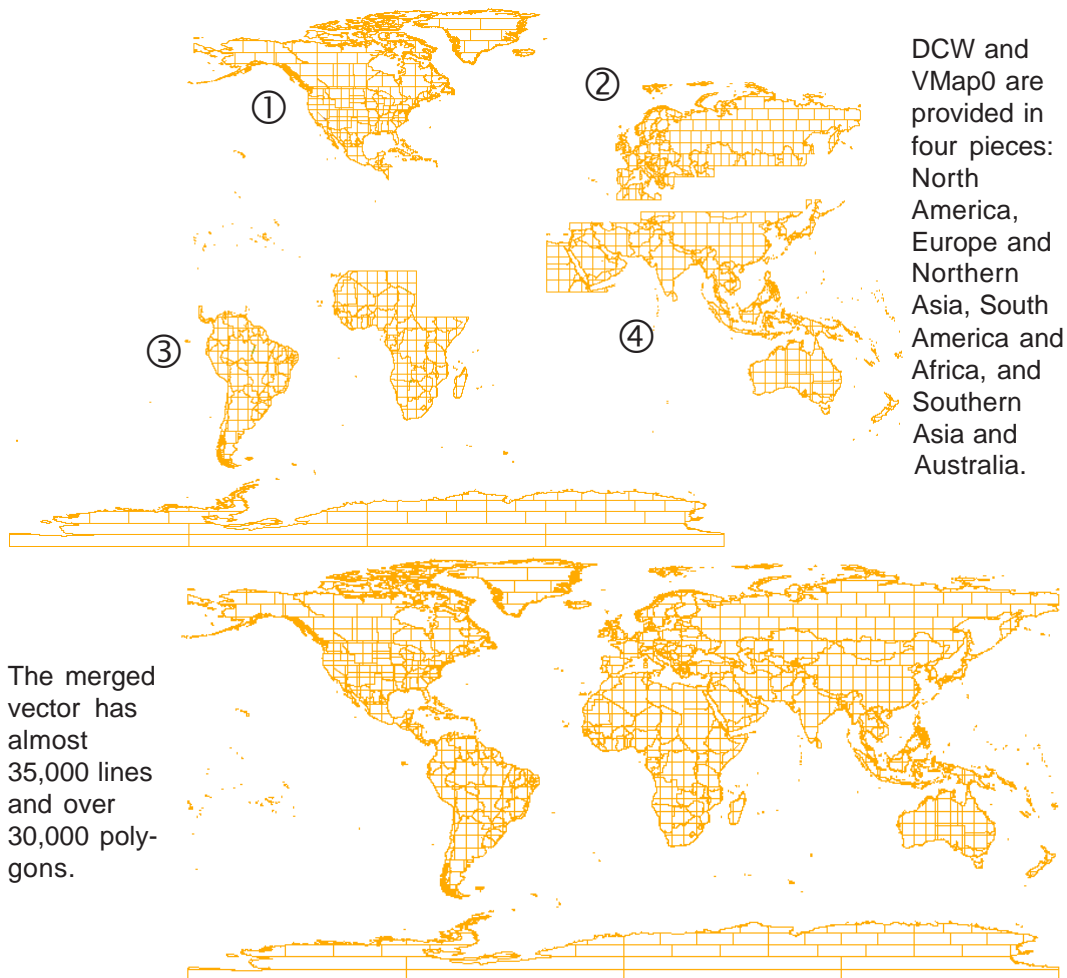 ①
②
③
④
DCW and
VMap0 are
provided in
four pieces:
North
America,
Europe and
Northern
Asia, South
America and
Africa, and
Southern
Asia and
Australia.
The merged
vector has
almost
35,000 lines
and over
30,000 poly-
gons.